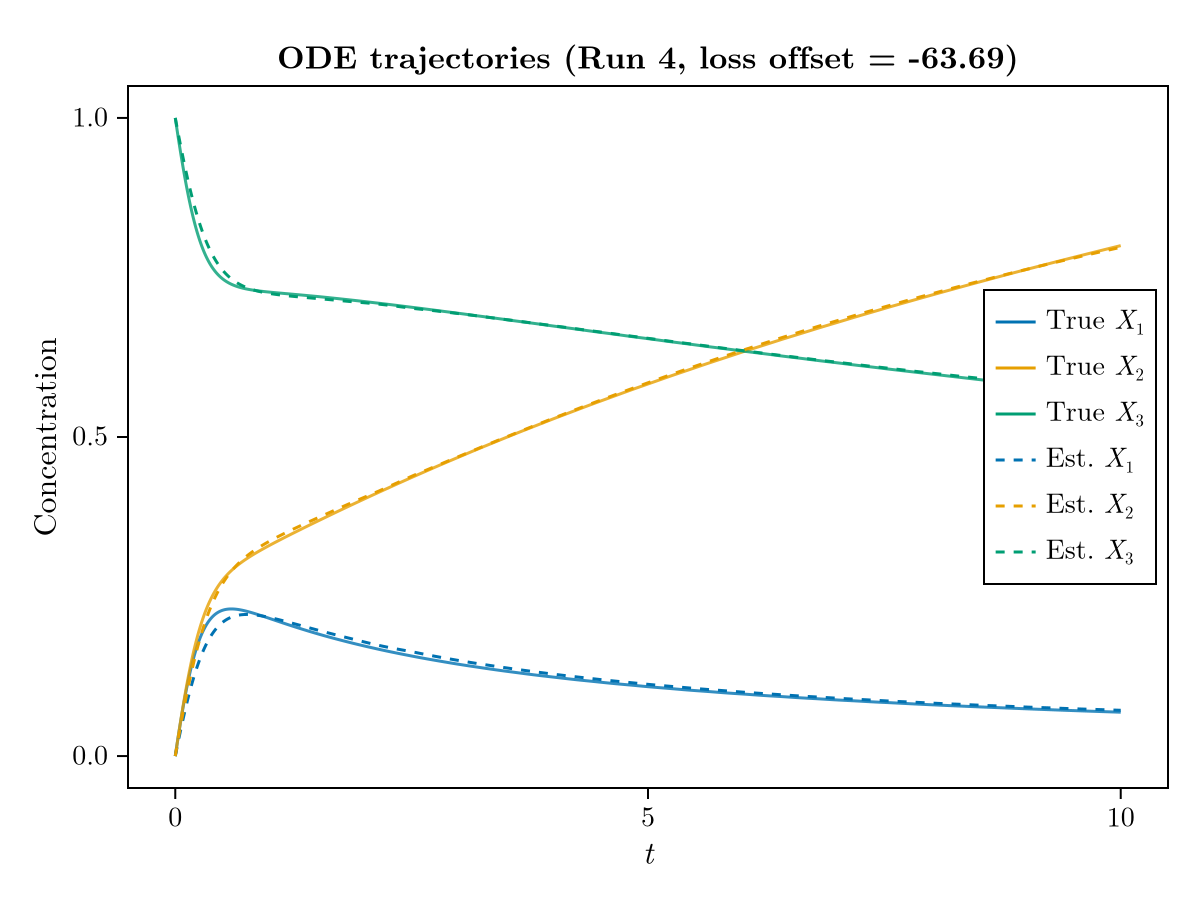 ODE trajectories (Run 4, loss offset = -63.69)
Concentration
1.0
0.5
0.0
0
5
10
t
True X₁
True X₂
True X₃
Est. X₁
Est. X₂
Est. X₃